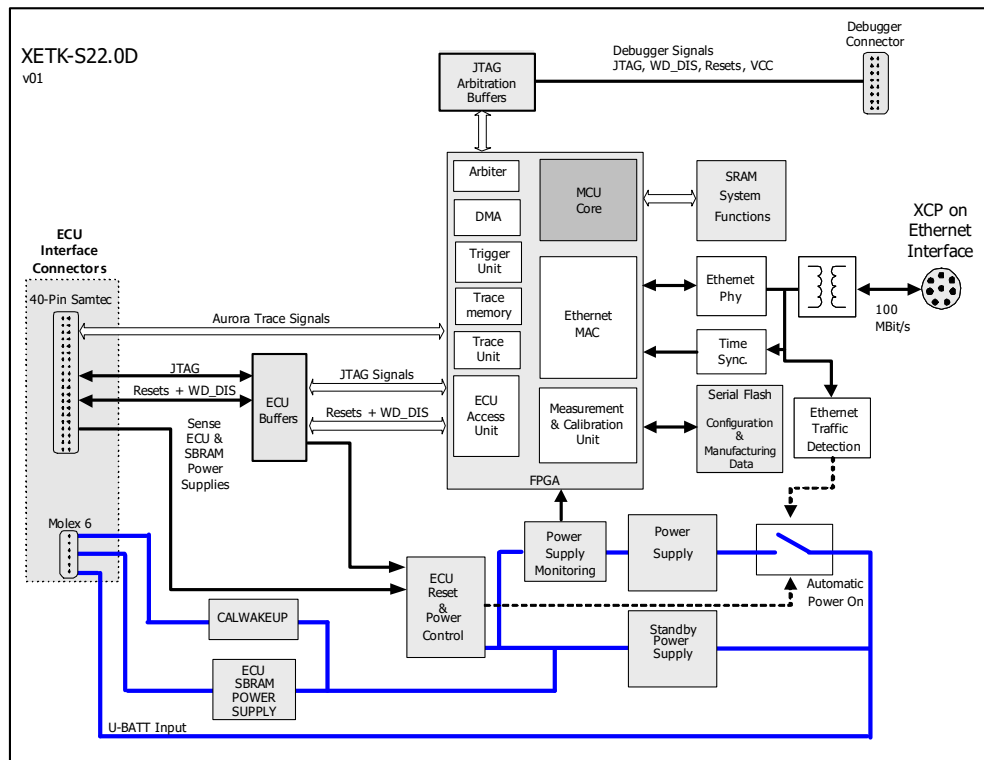 XETK-S22.0D
v01
Debugger
Connector
Debugger Signals
JTAG, WD_DIS, Resets, VCC
JTAG
Arbitration
Buffers
Arbiter
DMA
Trigger
Unit
Trace
memory
Trace
Unit
ECU
Access
Unit
MCU
Core
Ethernet
MAC
Measurement
& Calibration
Unit
FPGA
SRAM
System
Functions
XCP on
Ethernet
Interface
Ethernet
Phy
100
MBit/s
Time
Sync.
Serial Flash
Configuration
&
Manufacturing
Data
Ethernet
Traffic
Detection
ECU
Interface
Connectors
40-Pin Samtec
Aurora Trace Signals
JTAG
Resets + WD_DIS
ECU
Buffers
JTAG Signals
Resets + WD_DIS
Sense
ECU &
SBRAM
Power
Supplies
Molex 6
Power
Supply
Monitoring
Power
Supply
Automatic
Power On
ECU
Reset
&
Power
Control
CALWAKEUP
Standby
Power
Supply
ECU
SBRAM
POWER
SUPPLY
U-BATT Input